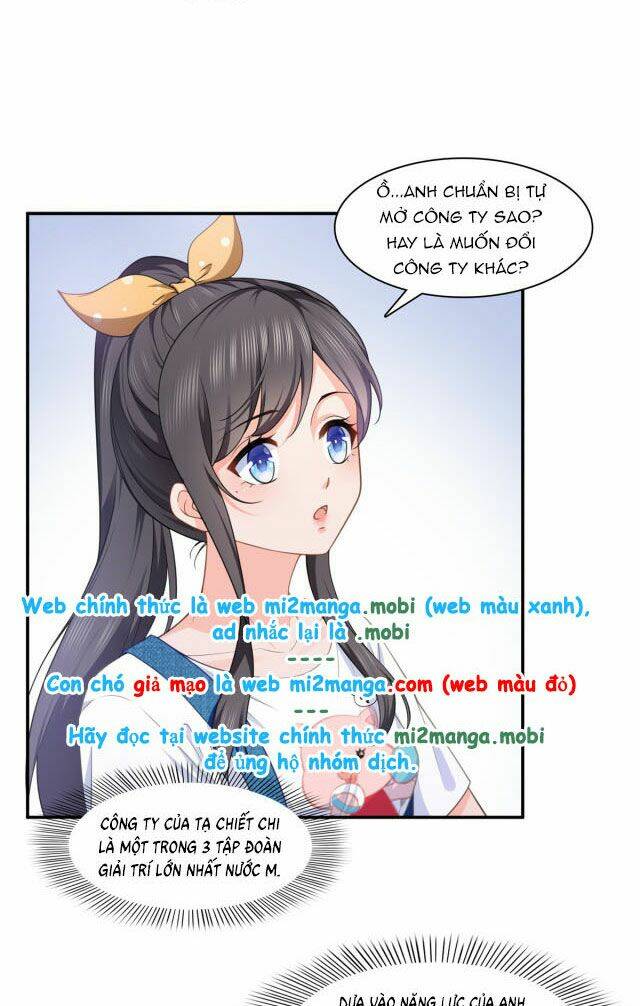 Ồ...ANH CHUẨN BỊ TỰ
MỞ CÔNG TY SAO?
HAY LÀ MUỐN ĐỔI
CÔNG TY KHÁC?
Web chính thức là web mi2manga.mobi (web màu xanh),
ad nhắc lại là .mobi
----
Con chó giả mạo là web mi2manga.com (web màu đỏ)
---
Hãy đọc tại website chính thức mi2manga.mobi
để ủng hộ nhóm dịch.
CÔNG TY CỦA TẠ CHIẾT CHI
LÀ MỘT TRONG 3 TẬP ĐOÀN
GIẢI TRÍ LỚN NHẤT NƯỚC M.
DỰA VÀO NĂNG LỰC CỦA ANH